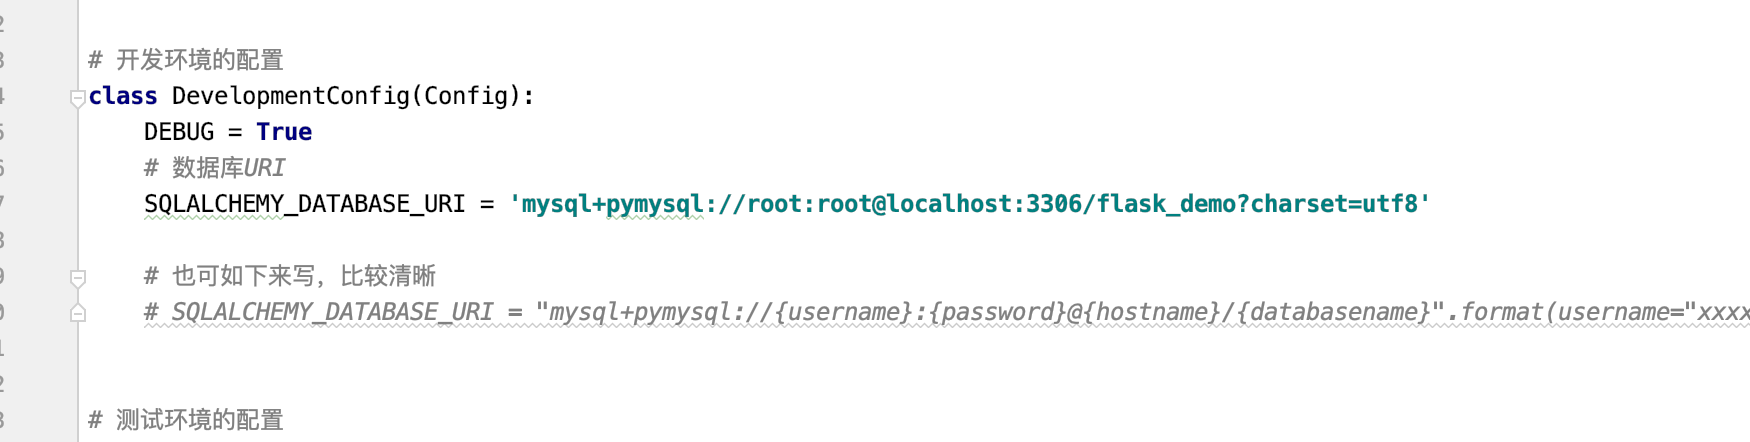 2
3 # 开发环境的配置
4 class DevelopmentConfig(Config):
5 DEBUG = True
6 # 数据库URI
7 SQLALCHEMY_DATABASE_URI = 'mysql+pymysql://root:root@localhost:3306/flask_demo?charset=utf8'
8
9 # 也可如下来写，比较清晰
0 # SQLALCHEMY_DATABASE_URI = "mysql+pymysql://{username}:{password}@{hostname}/{databasename}".format(username="xxxx
1
2
3 # 测试环境的配置